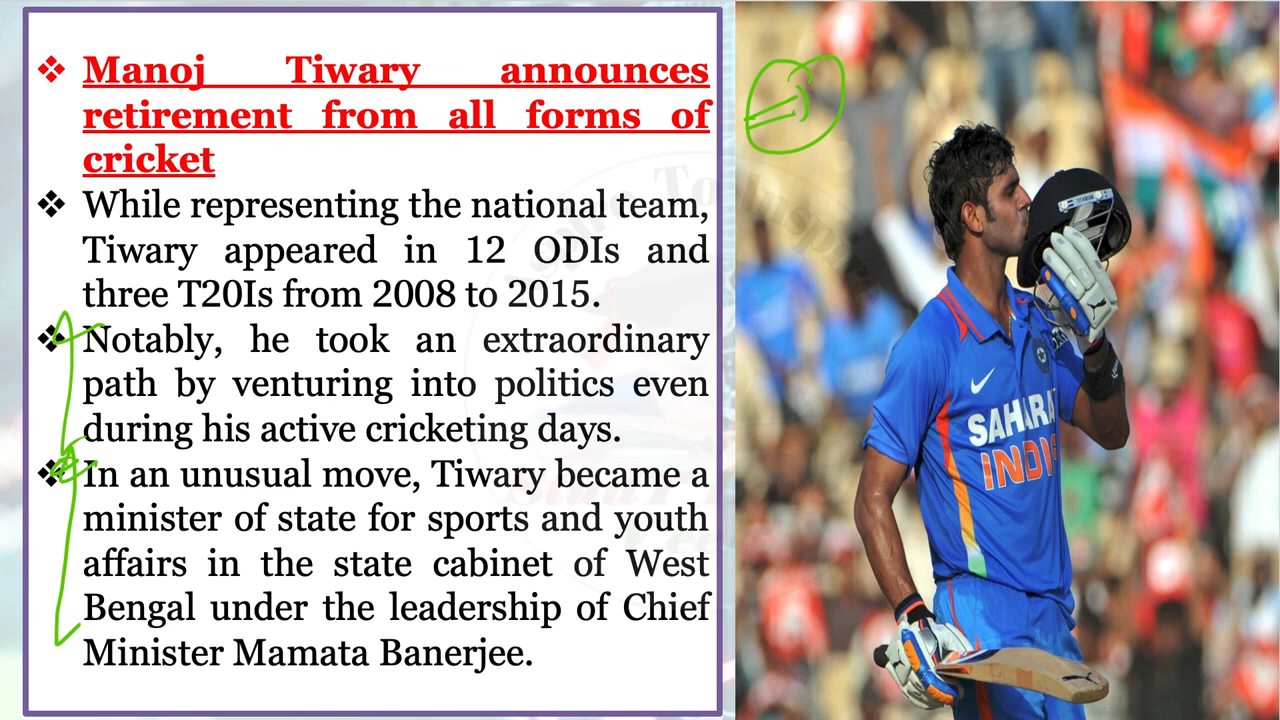 ❖ Manoj Tiwary announces
retirement from all forms of
cricket
❖ While representing the national team,
Tiwary appeared in 12 ODIs and
three T20Is from 2008 to 2015.
❖ Notably, he took an extraordinary
path by venturing into politics even
during his active cricketing days.
❖ In an unusual move, Tiwary became a
minister of state for sports and youth
affairs in the state cabinet of West
Bengal under the leadership of Chief
Minister Mamata Banerjee.
SAHARA
INDIA